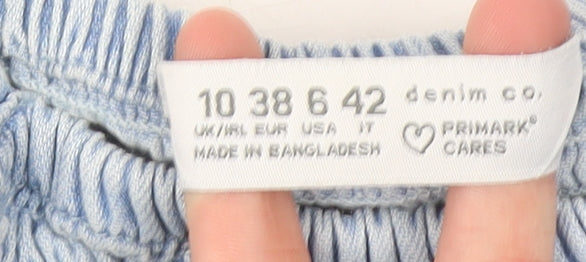 10 38 6 42 denim co.
UK/IRL EUR USA IT PRIMARK®
MADE IN BANGLADESH CARES